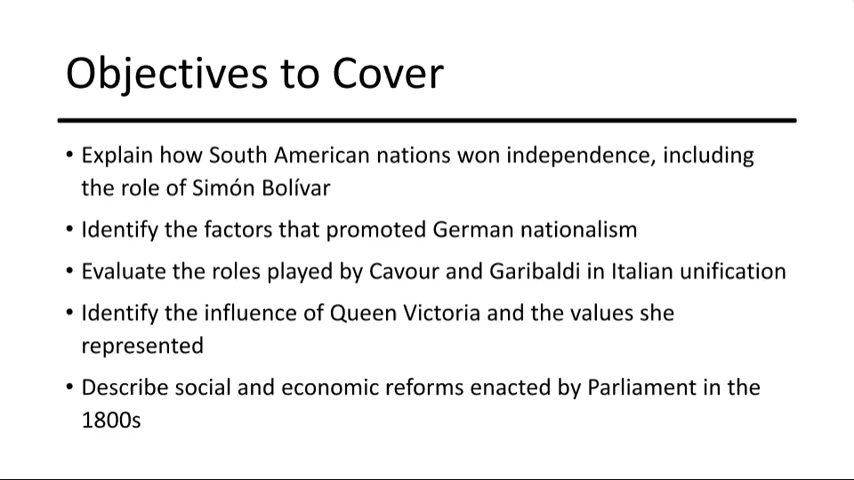 Objectives to Cover
• Explain how South American nations won independence, including
the role of Simón Bolívar
• Identify the factors that promoted German nationalism
• Evaluate the roles played by Cavour and Garibaldi in Italian unification
• Identify the influence of Queen Victoria and the values she
represented
• Describe social and economic reforms enacted by Parliament in the
1800s